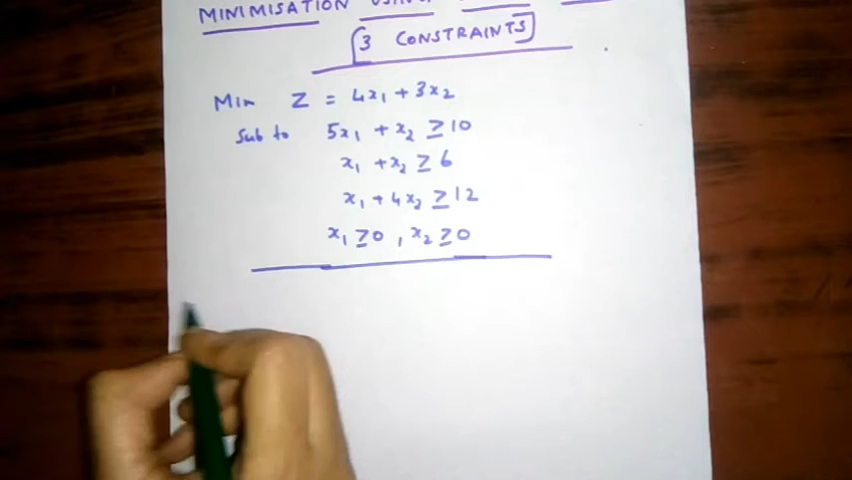 MINIMISATION
[3 CONSTRAINTS]
Min Z = 4x₁ + 3x₂
Sub to 5x₁ + x₂ ≥ 10
x₁ + x₂ ≥ 6
x₁ + 4x₂ ≥ 12
x₁ ≥ 0, x₂ ≥ 0